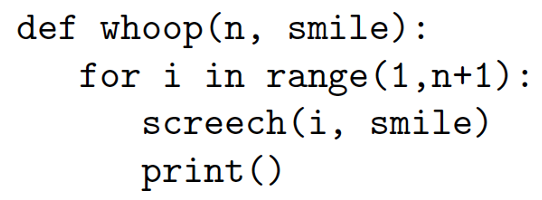 def whoop(n, smile):
    for i in range(1,n+1):
        screech(i, smile)
        print()